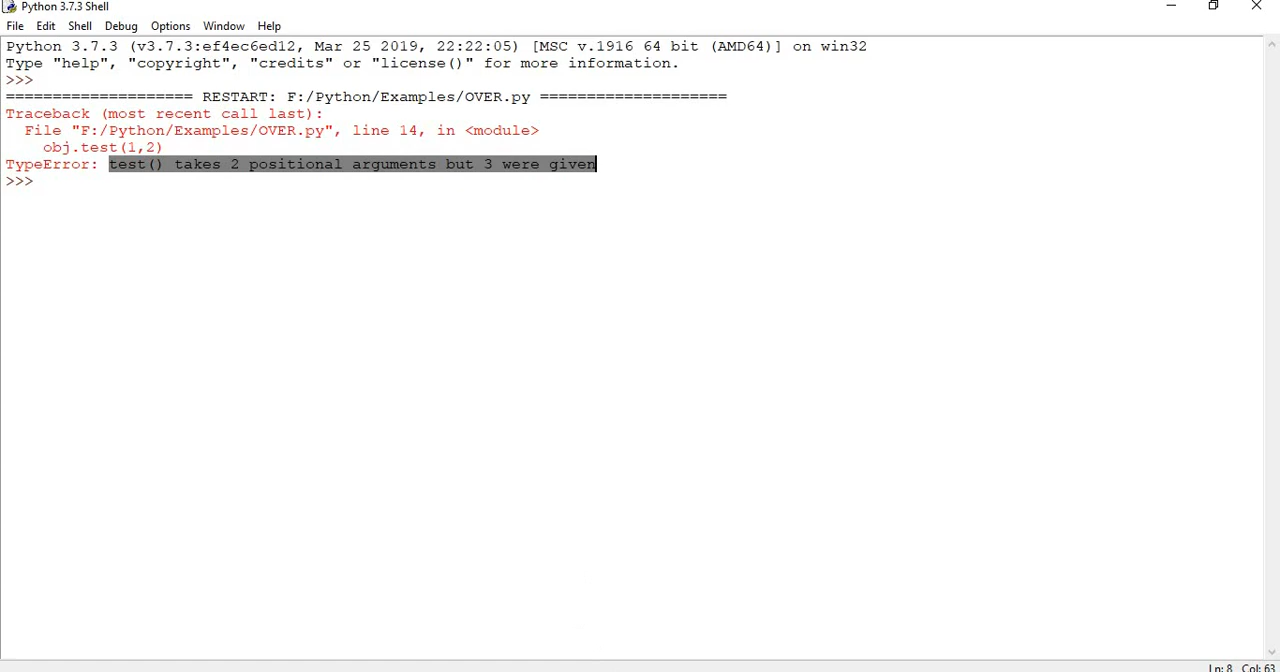 Python 3.7.3 Shell
File Edit Shell Debug Options Window Help
Python 3.7.3 (v3.7.3:ef4ec6ed12, Mar 25 2019, 22:22:05) [MSC v.1916 64 bit (AMD64)] on win32
Type "help", "copyright", "credits" or "license()" for more information.
>>>
==================== RESTART: F:/Python/Examples/OVER.py ====================
Traceback (most recent call last):
  File "F:/Python/Examples/OVER.py", line 14, in <module>
    obj.test(1,2)
TypeError: test() takes 2 positional arguments but 3 were given
>>>
Ln: 8 Col: 63